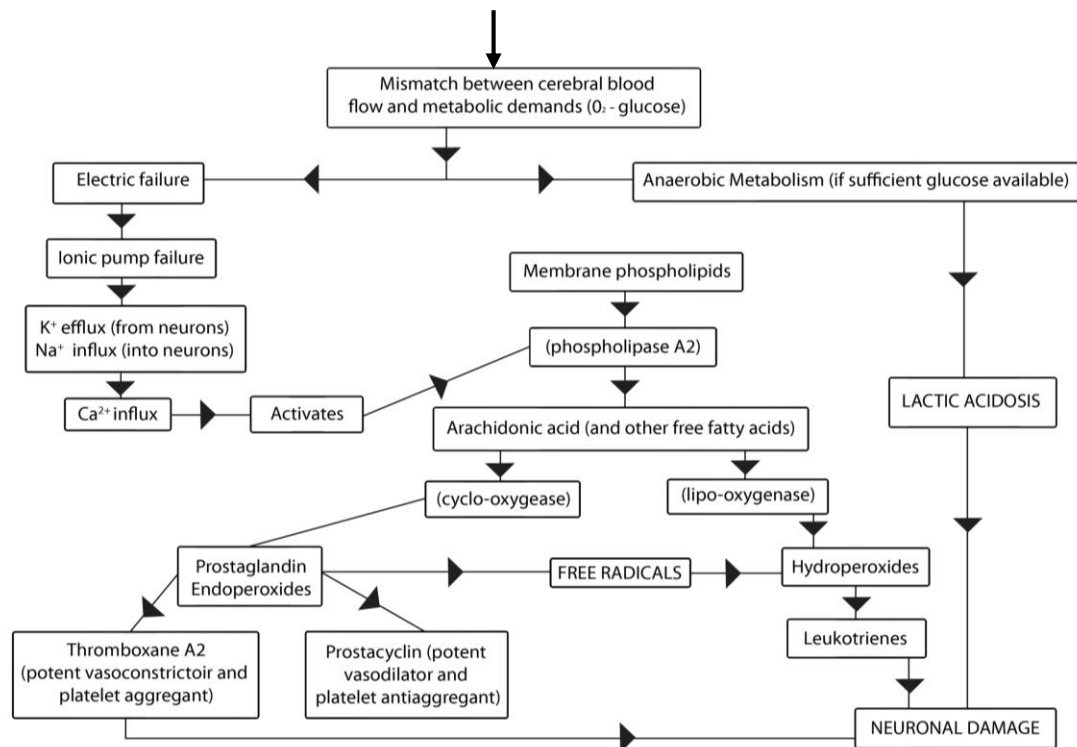 Mismatch between cerebral blood
flow and metabolic demands (0₂ - glucose)
Electric failure
Anaerobic Metabolism (if sufficient glucose available)
Ionic pump failure
Membrane phospholipids
K⁺ efflux (from neurons)
Na⁺ influx (into neurons)
(phospholipase A2)
Ca²⁺ influx
Activates
LACTIC ACIDOSIS
Arachidonic acid (and other free fatty acids)
(cyclo-oxygease)
(lipo-oxygenase)
Prostaglandin
Endoperoxides
FREE RADICALS
Hydroperoxides
Leukotrienes
Thromboxane A2
(potent vasoconstrictoir and
platelet aggregant)
Prostacyclin (potent
vasodilator and
platelet antiaggregant)
NEURONAL DAMAGE